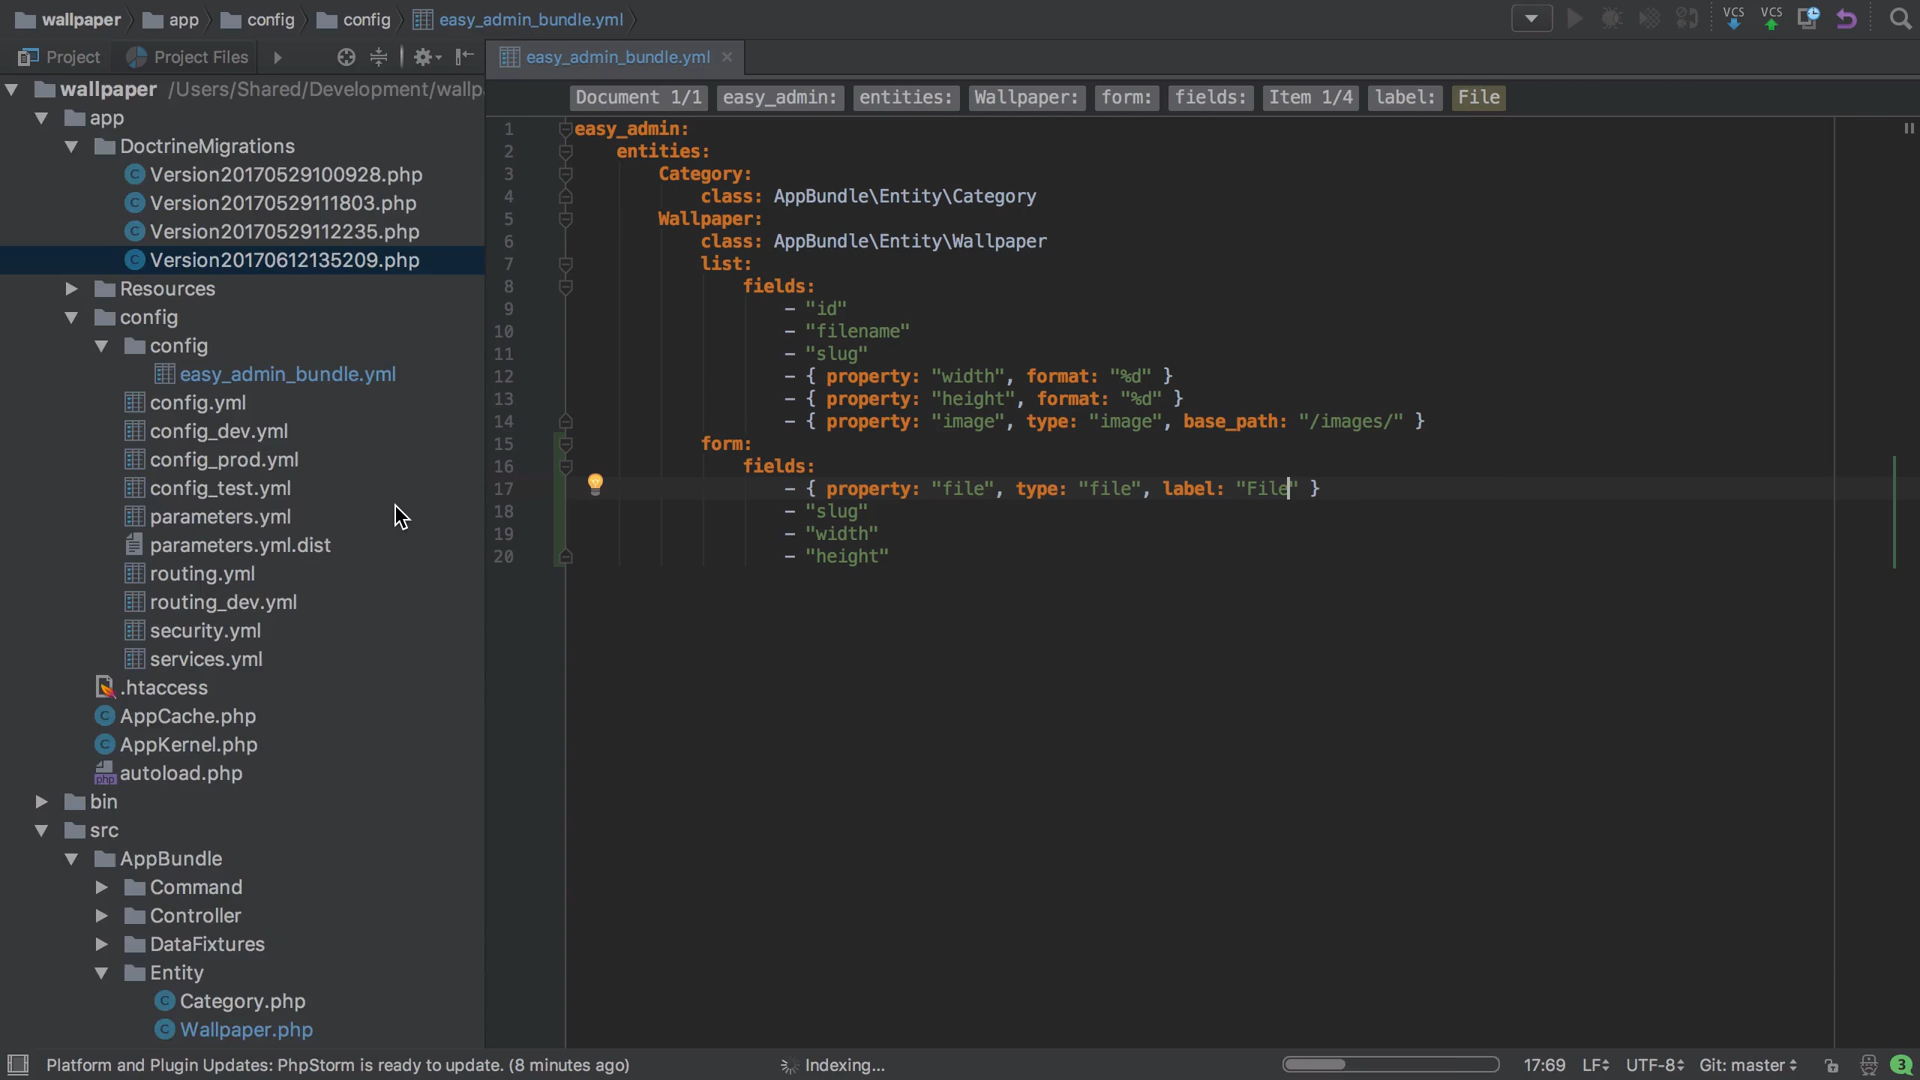 wallpaper app config config easy_admin_bundle.yml
VCS VCS
Project Project Files
easy_admin_bundle.yml
wallpaper /Users/Shared/Development/wallp
app
DoctrineMigrations
Version20170529100928.php
Version20170529111803.php
Version20170529112235.php
Version20170612135209.php
Resources
config
config
easy_admin_bundle.yml
config.yml
config_dev.yml
config_prod.yml
config_test.yml
parameters.yml
parameters.yml.dist
routing.yml
routing_dev.yml
security.yml
services.yml
.htaccess
AppCache.php
AppKernel.php
php autoload.php
bin
src
AppBundle
Command
Controller
DataFixtures
Entity
Category.php
Wallpaper.php
Document 1/1 easy_admin: entities: Wallpaper: form: fields: Item 1/4 label: File
1 easy_admin:
2 entities:
3 Category:
4 class: AppBundle\Entity\Category
5 Wallpaper:
6 class: AppBundle\Entity\Wallpaper
7 list:
8 fields:
9 - "id"
10 - "filename"
11 - "slug"
12 - { property: "width", format: "%d" }
13 - { property: "height", format: "%d" }
14 - { property: "image", type: "image", base_path: "/images/" }
15 form:
16 fields:
17 - { property: "file", type: "file", label: "File" }
18 - "slug"
19 - "width"
20 - "height"
Platform and Plugin Updates: PhpStorm is ready to update. (8 minutes ago) Indexing... 17:69 LF UTF-8 Git: master 3